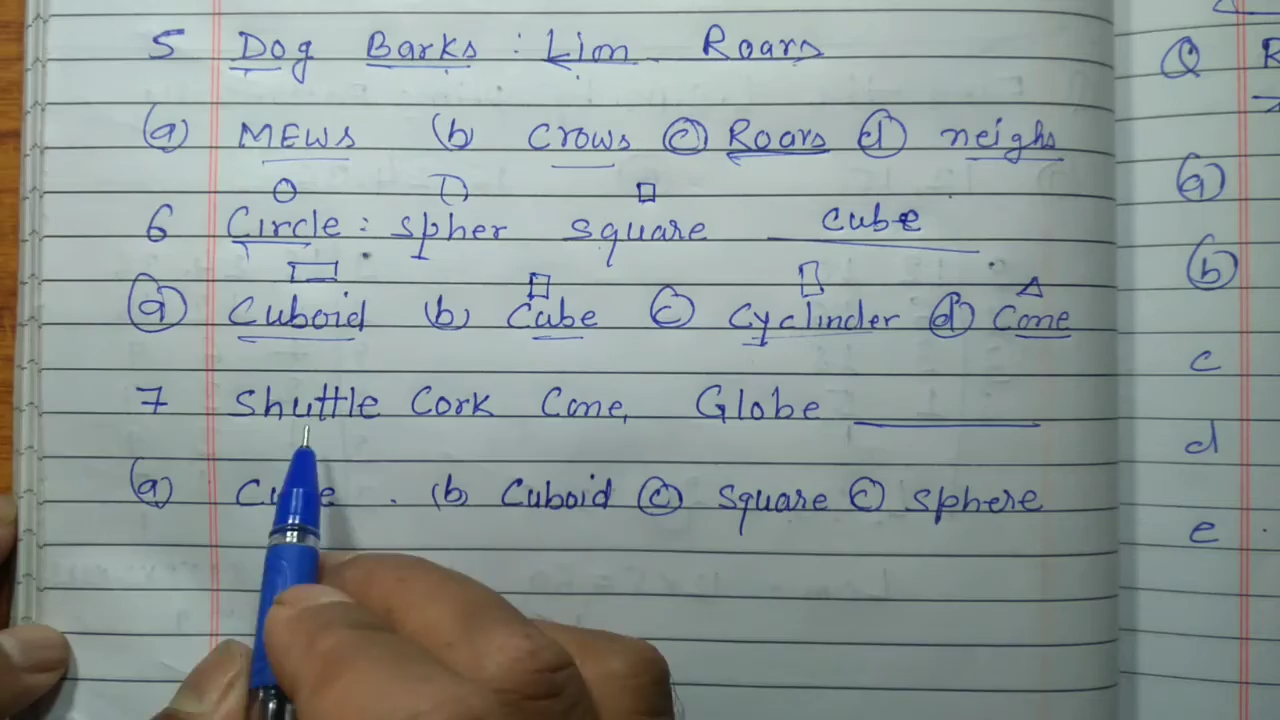 5 Dog Barks : Lion Roars
(a) MEWS (b) Crows (c) Roars (d) neighs
6 Circle : spher square cube
(a) Cuboid (b) Cube (c) Cylinder (d) Cone
7 Shuttle Cork Cone, Globe
(a) (b) Cuboid (c) square (c) sphere
Q
(a)
(b)
c
d
e